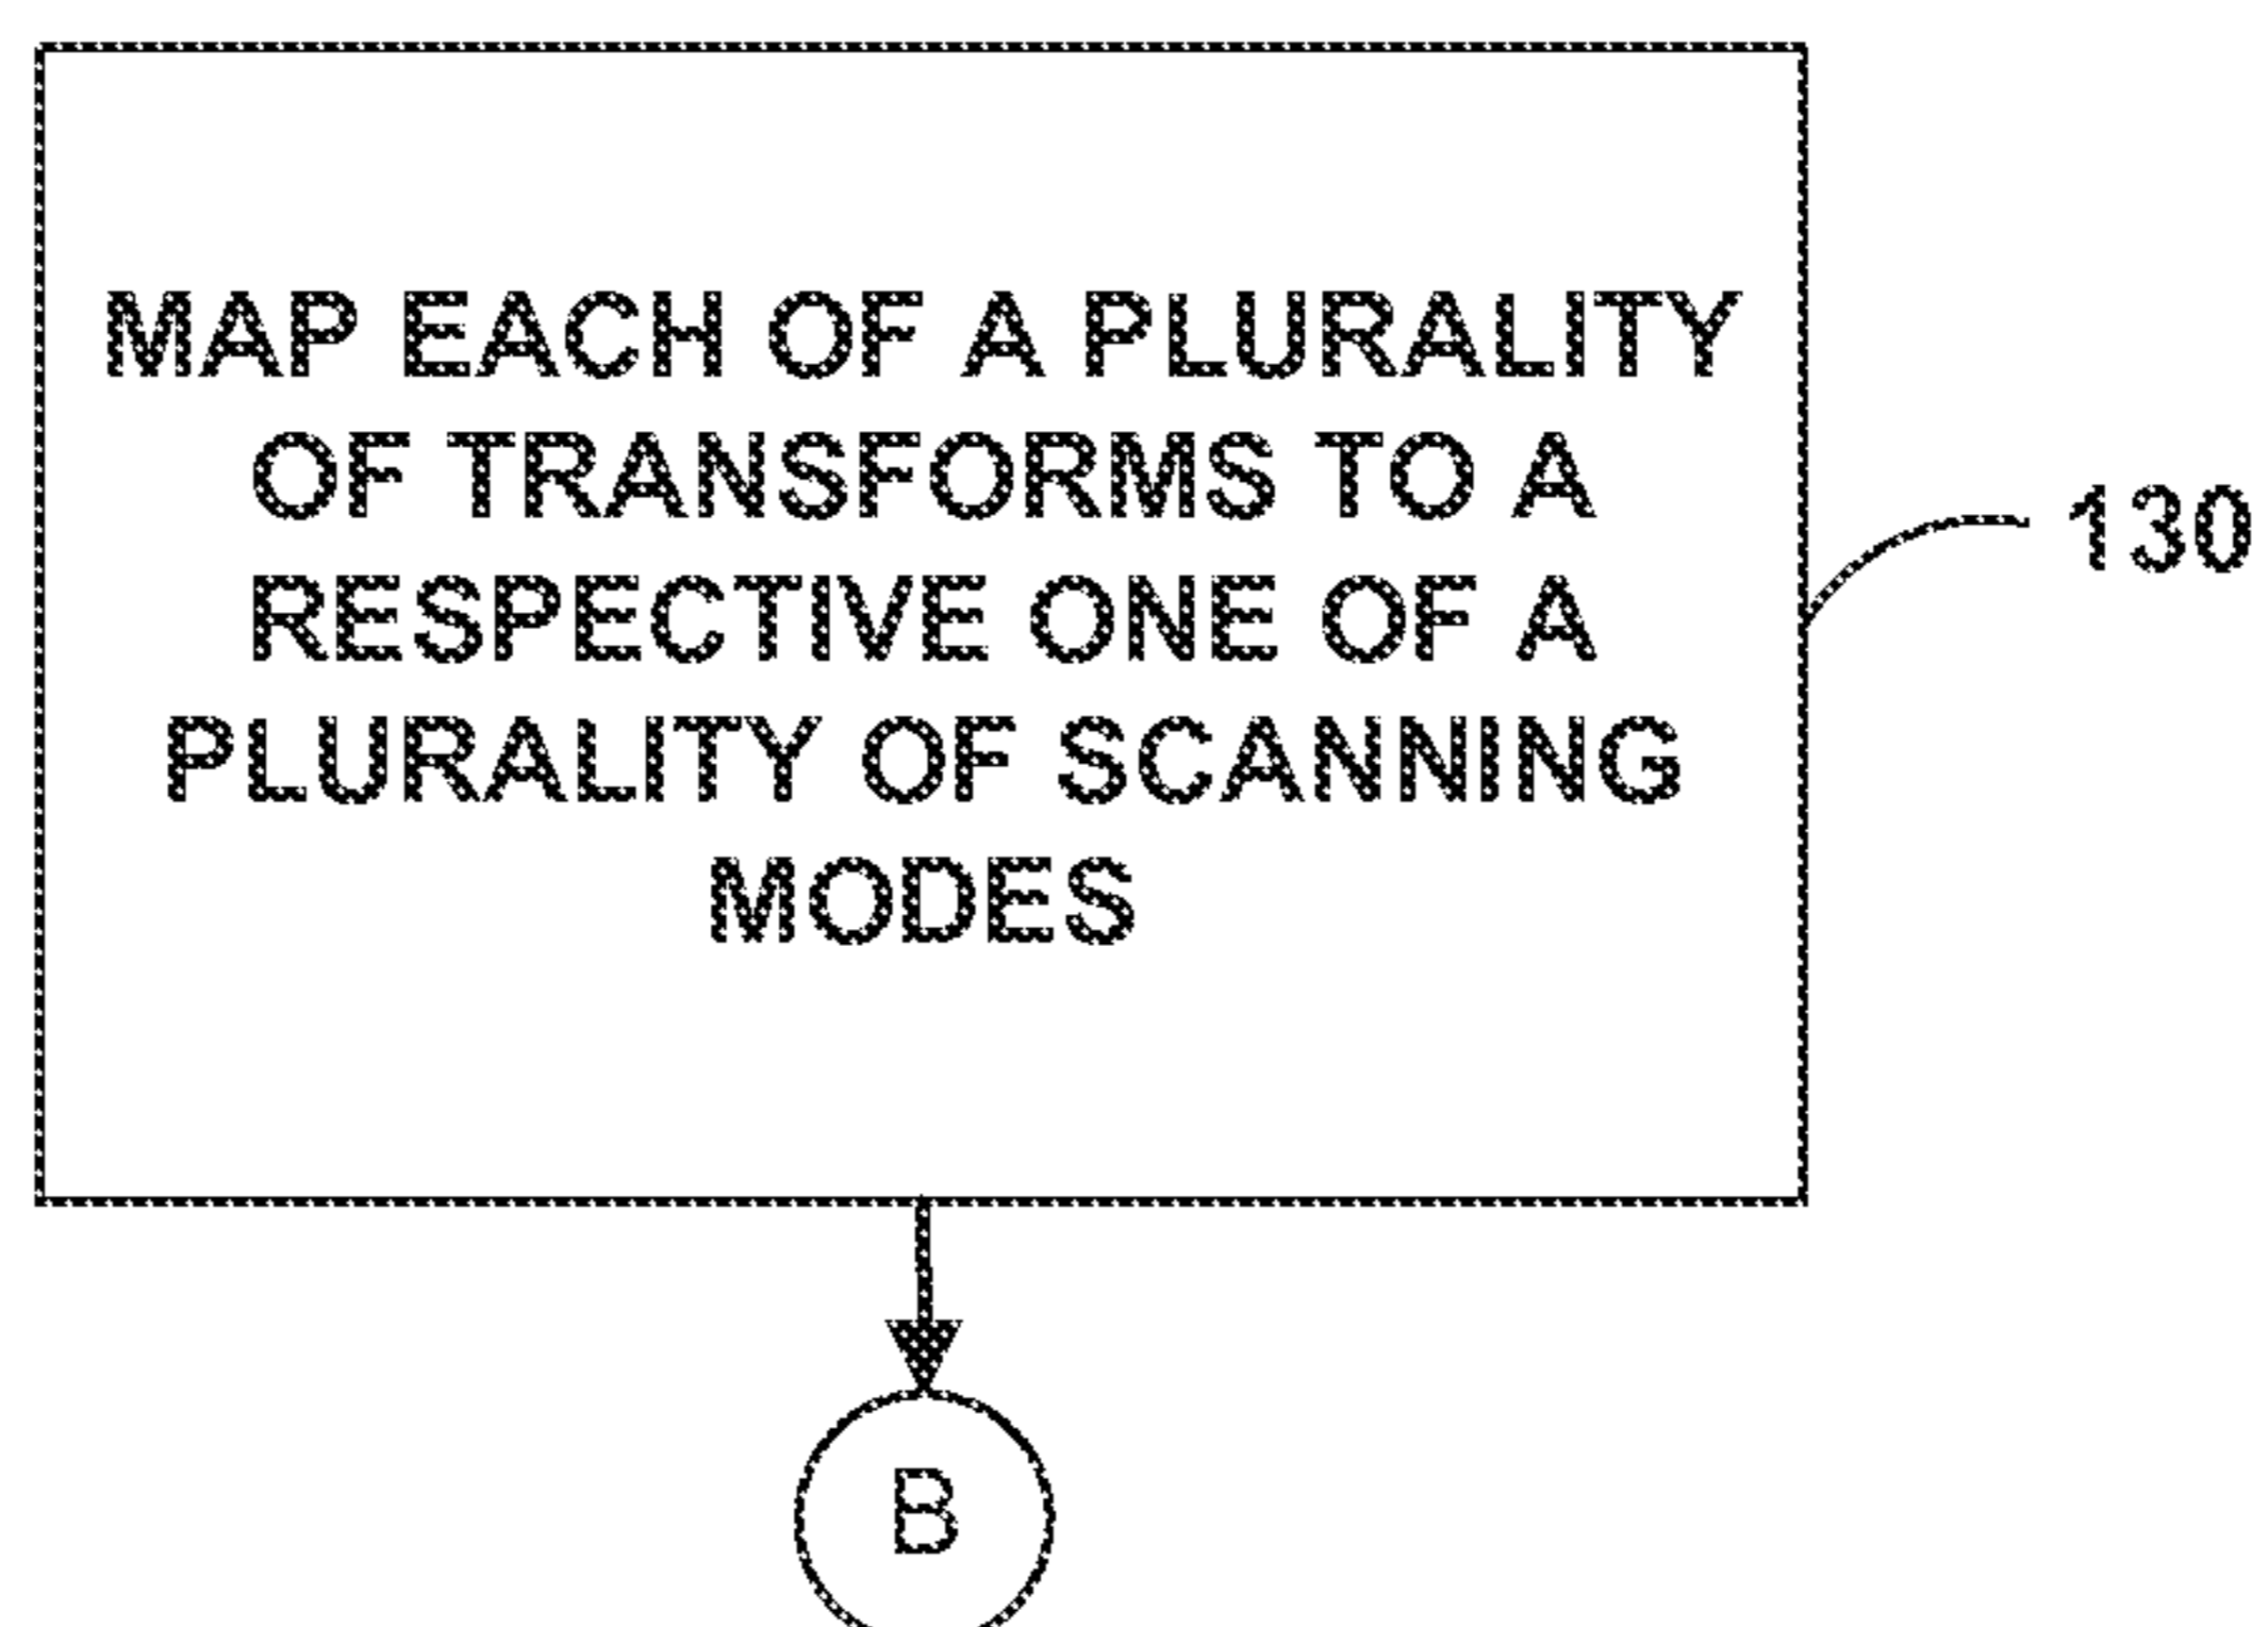 MAP EACH OF A PLURALITY
OF TRANSFORMS TO A
RESPECTIVE ONE OF A
PLURALITY OF SCANNING
MODES
130
B